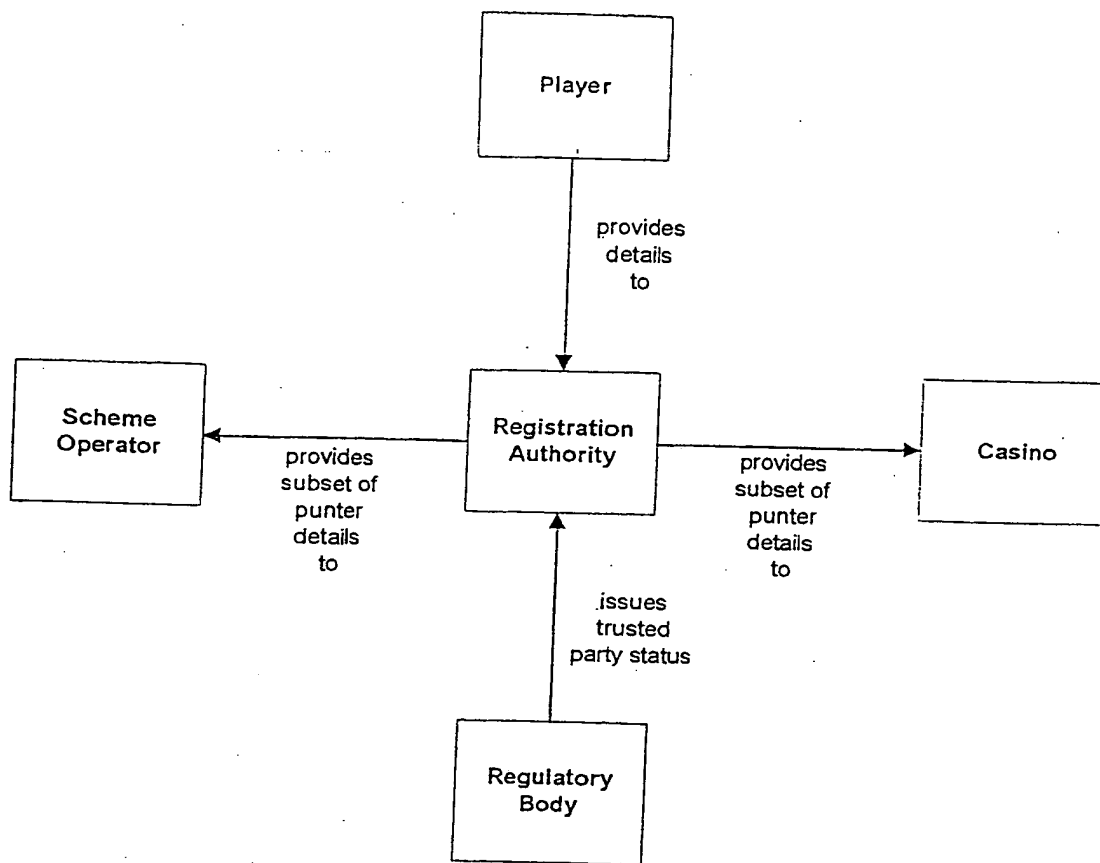 Player
provides
details
to
Scheme
Operator
Registration
Authority
Casino
provides
subset of
punter
details
to
provides
subset of
punter
details
to
issues
trusted
party status
Regulatory
Body